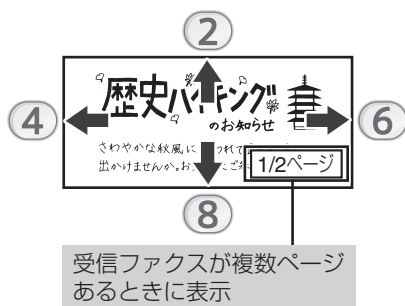 2
歴史ハイキング
のお知らせ
4
6
さわやかな秋風に
出かけませんか。お
1/2ページ
8
受信ファクスが複数ページ
あるときに表示